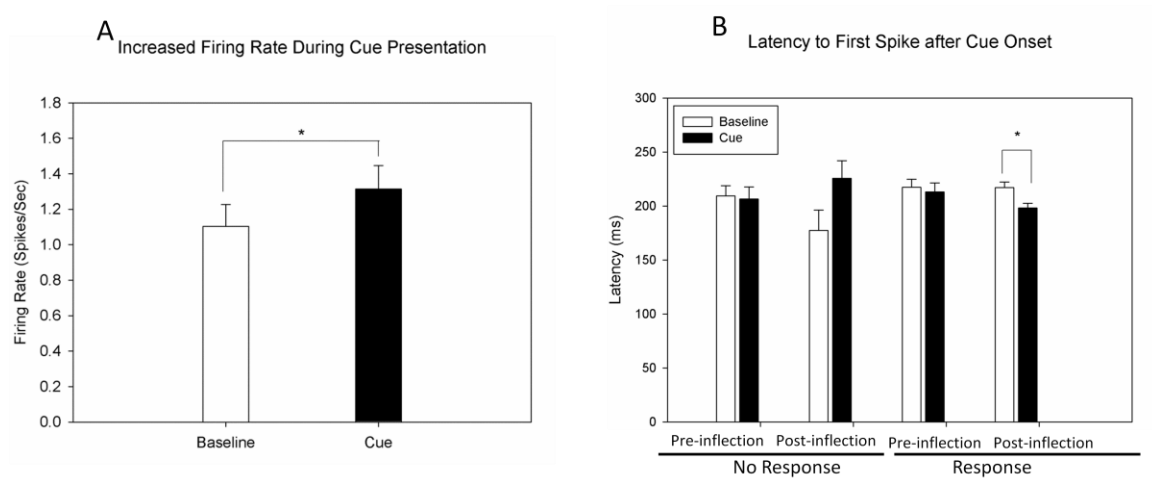 A
Increased Firing Rate During Cue Presentation
Firing Rate (Spikes/Sec)
1.8
1.6
1.4
1.2
1.0
0.8
0.6
0.4
0.2
0.0
*
Baseline
Cue
B
Latency to First Spike after Cue Onset
Latency (ms)
300
250
200
150
100
50
0
Baseline
Cue
*
Pre-inflection Post-inflection Pre-inflection Post-inflection
No Response Response